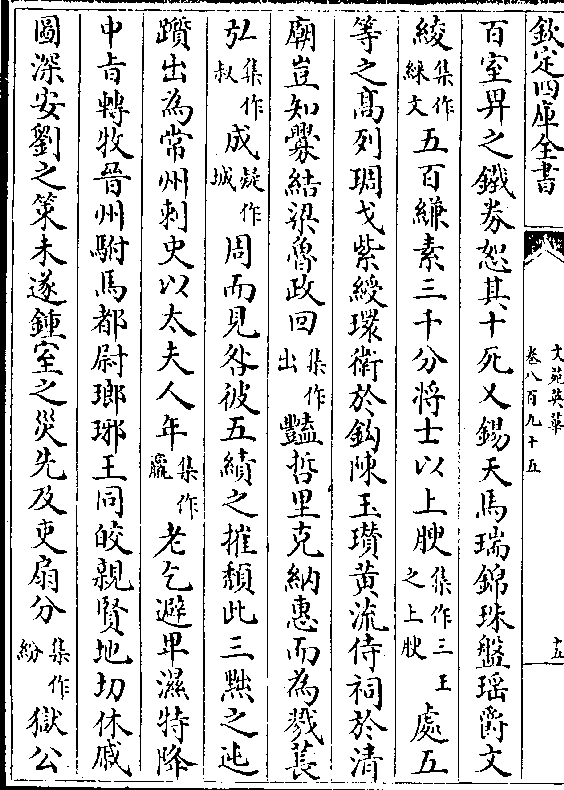 欽定四庫全書
文苑英華
卷八百九十五
十五
百室畀之鐵券恕其十死又錫天馬瑞錦珠盤瑶爵文
綾集作綵文五百縑素三千分將士以上腴集作三王之上腴處五
等之髙列琱戈紫綬環衛於鈎陳玉瓚黄流侍祠於清
廟豈知釁結梁魯政回集作出豔哲里克納惠而為戮萇
弘集作叔成疑作城周而見咎彼五績之摧頽此三黜之迍
躓出為常州刺史以太夫人年集作羸老乞避卑濕特降
中㫖轉牧晉州駙馬都尉瑯琊王同皎親賢地切休戚
圖深安劉之策未遂鍾室之災先及吏扇分集作紛獄公